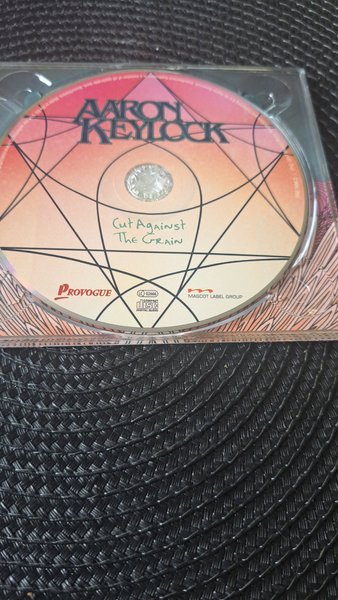 AARON
KEYLOCK
Cut Against
The Grain
PROVOGUE
MASCOT LABEL GROUP